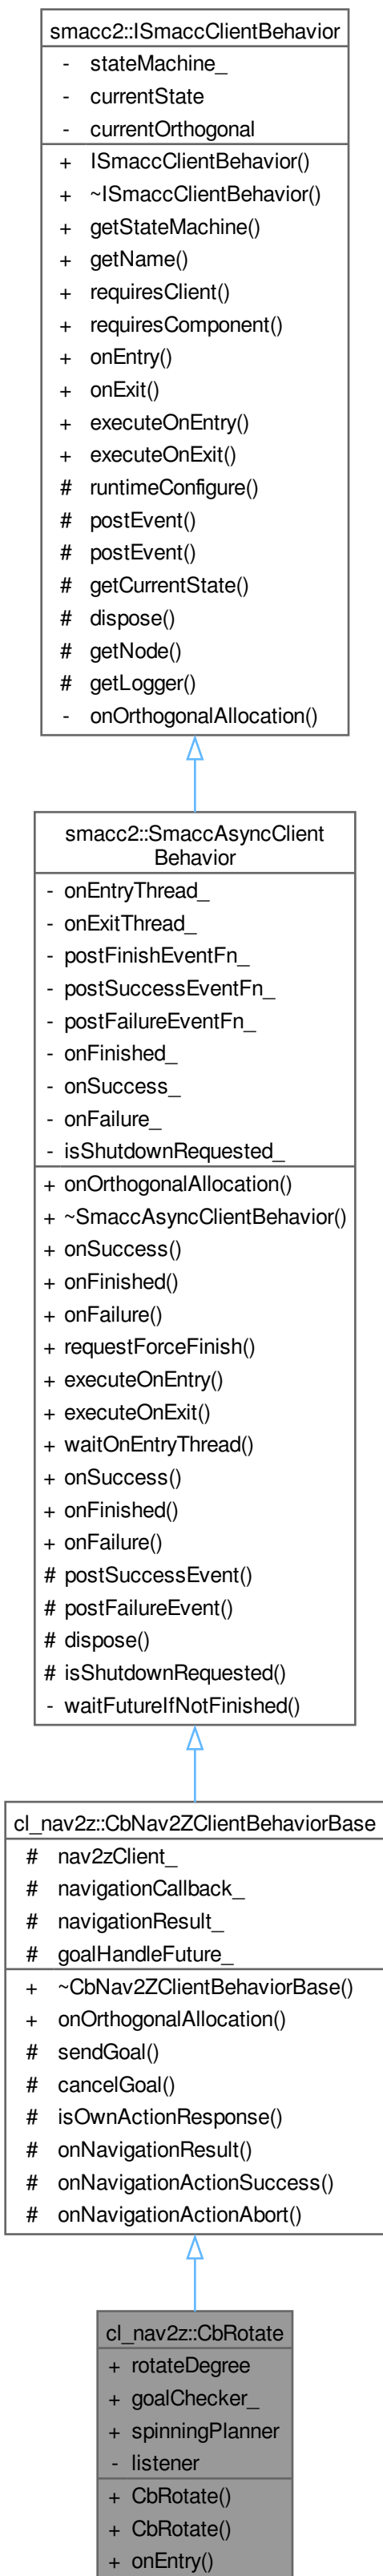 smacc2::ISmaccClientBehavior
- stateMachine_
- currentState
- currentOrthogonal
+ ISmaccClientBehavior()
+ ~ISmaccClientBehavior()
+ getStateMachine()
+ getName()
+ requiresClient()
+ requiresComponent()
+ onEntry()
+ onExit()
+ executeOnEntry()
+ executeOnExit()
# runtimeConfigure()
# postEvent()
# postEvent()
# getCurrentState()
# dispose()
# getNode()
# getLogger()
- onOrthogonalAllocation()
smacc2::SmaccAsyncClient
Behavior
- onEntryThread_
- onExitThread_
- postFinishEventFn_
- postSuccessEventFn_
- postFailureEventFn_
- onFinished_
- onSuccess_
- onFailure_
- isShutdownRequested_
+ onOrthogonalAllocation()
+ ~SmaccAsyncClientBehavior()
+ onSuccess()
+ onFinished()
+ onFailure()
+ requestForceFinish()
+ executeOnEntry()
+ executeOnExit()
+ waitOnEntryThread()
+ onSuccess()
+ onFinished()
+ onFailure()
# postSuccessEvent()
# postFailureEvent()
# dispose()
# isShutdownRequested()
- waitFutureIfNotFinished()
cl_nav2z::CbNav2ZClientBehaviorBase
# nav2zClient_
# navigationCallback_
# navigationResult_
# goalHandleFuture_
+ ~CbNav2ZClientBehaviorBase()
+ onOrthogonalAllocation()
# sendGoal()
# cancelGoal()
# isOwnActionResponse()
# onNavigationResult()
# onNavigationActionSuccess()
# onNavigationActionAbort()
cl_nav2z::CbRotate
+ rotateDegree
+ goalChecker_
+ spinningPlanner
- listener
+ CbRotate()
+ CbRotate()
+ onEntry()